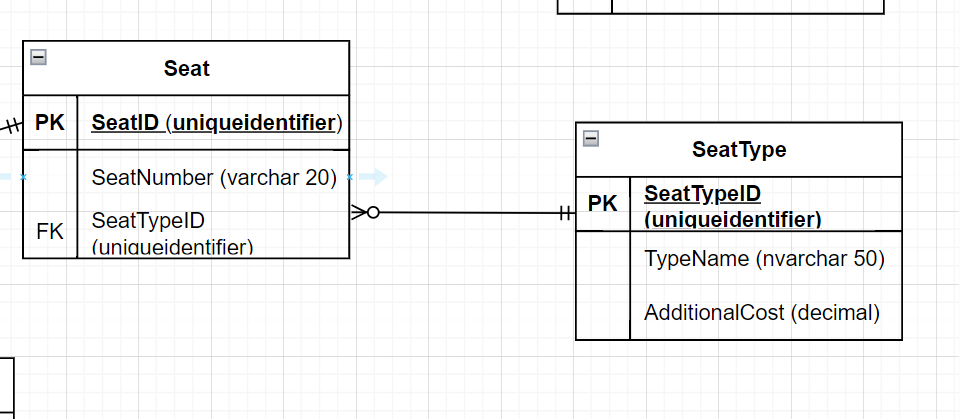 Seat
PK SeatID (uniqueidentifier)
SeatNumber (varchar 20)
FK SeatTypeID
(uniqueidentifier)
SeatType
PK SeatTypeID
(uniqueidentifier)
TypeName (nvarchar 50)
AdditionalCost (decimal)